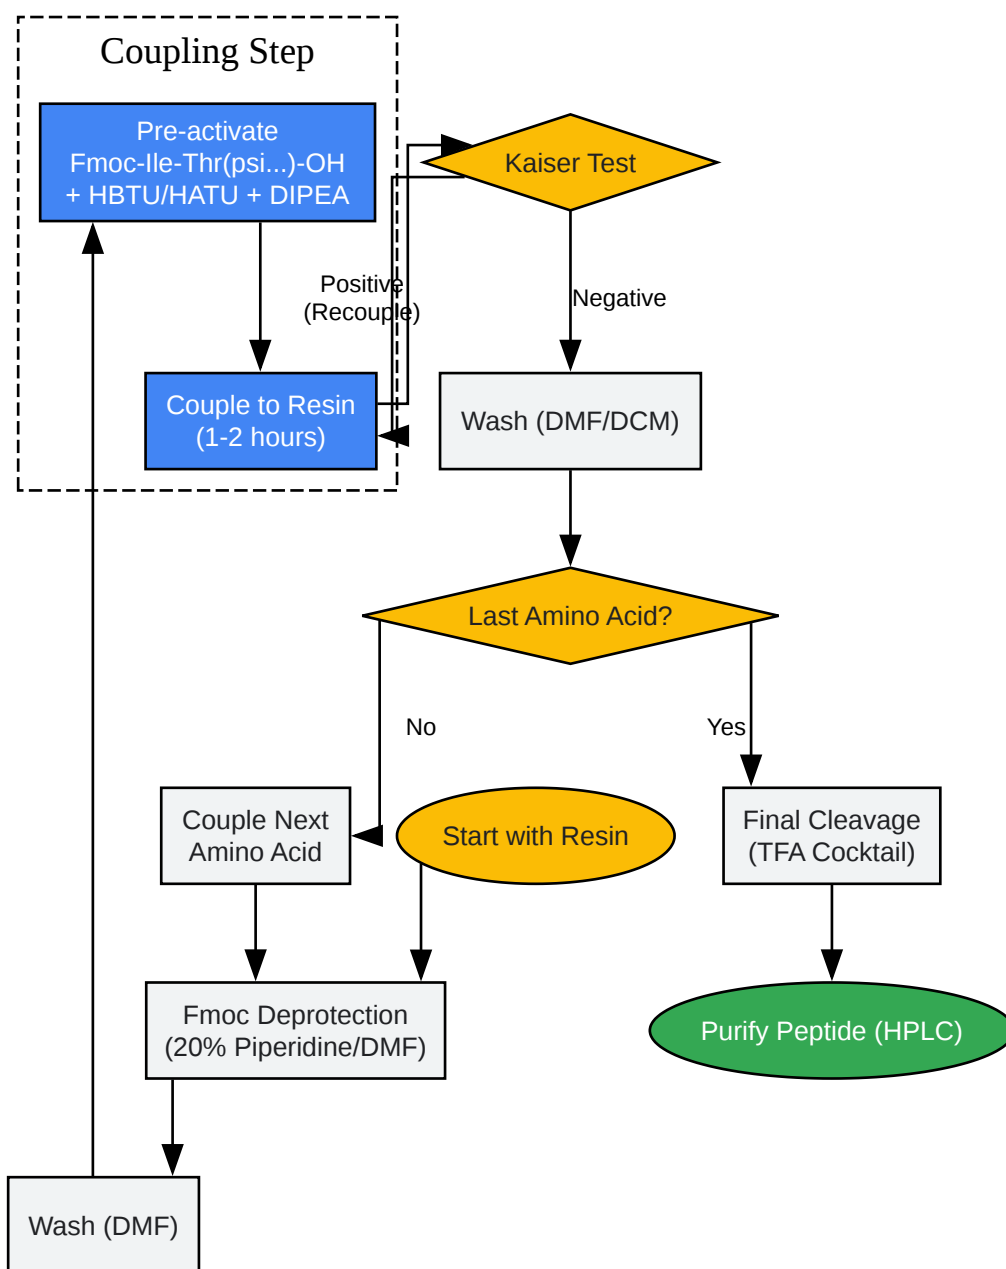 Coupling Step
Pre-activate
Fmoc-Ile-Thr(psi...)-OH
+ HBTU/HATU + DIPEA
Kaiser Test
Positive
(Recouple)
Negative
Couple to Resin
(1-2 hours)
Wash (DMF/DCM)
Last Amino Acid?
No
Yes
Couple Next
Amino Acid
Start with Resin
Final Cleavage
(TFA Cocktail)
Fmoc Deprotection
(20% Piperidine/DMF)
Purify Peptide (HPLC)
Wash (DMF)